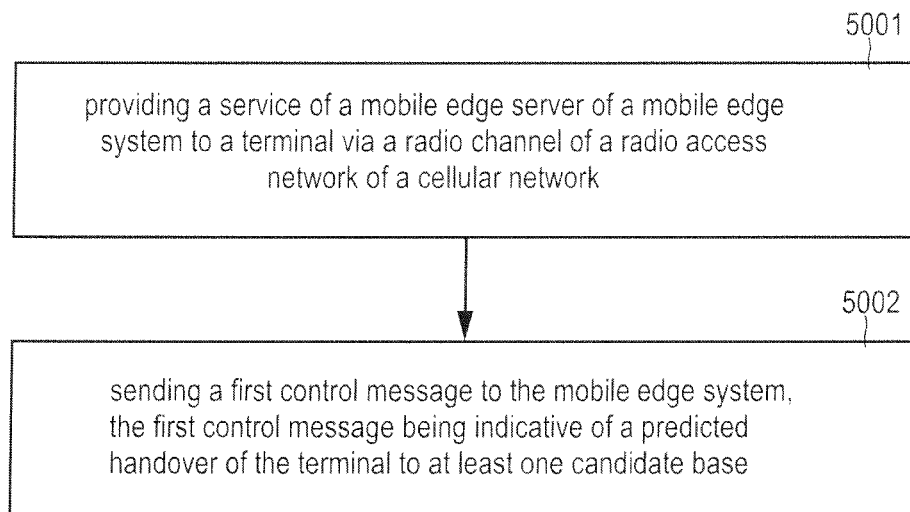 5001
providing a service of a mobile edge server of a mobile edge
system to a terminal via a radio channel of a radio access
network of a cellular network
5002
sending a first control message to the mobile edge system,
the first control message being indicative of a predicted
handover of the terminal to at least one candidate base